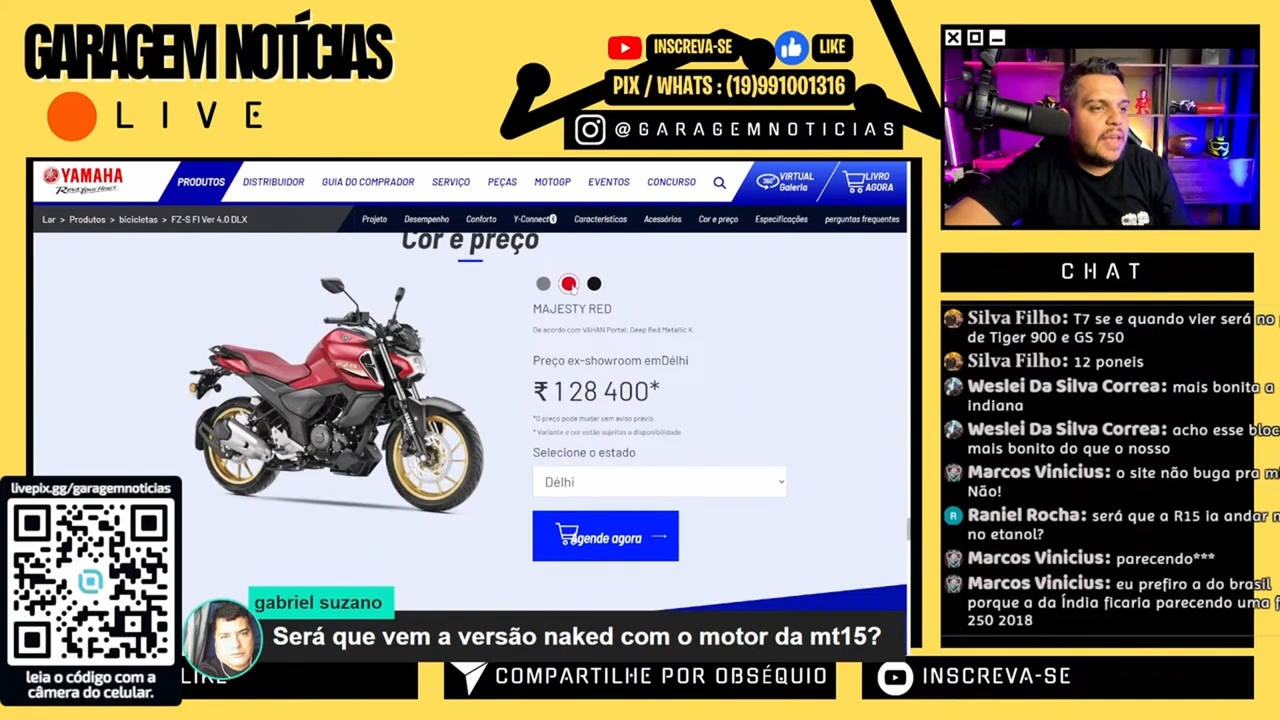 GARAGEM NOTÍCIAS
LIVE
INSCREVA-SE
LIKE
PIX / WHATS : (19)991001316
@GARAGEMNOTICIAS
YAMAHA
Revs Your Heart
PRODUTOS
DISTRIBUIDOR
GUIA DO COMPRADOR
SERVIÇO
PEÇAS
MOTOGP
EVENTOS
CONCURSO
VIRTUAL
Galeria
LIVRO
AGORA
Lar > Produtos > bicicletas > FZ-S FI Ver 4.0 DLX
Projeto
Desempenho
Conforto
Y-Connect
Características
Acessórios
Cor e preço
Especificações
perguntas frequentes
Cor e preço
MAJESTY RED
De acordo com VAHAN Portal: Deep Red Metallic K
Preço ex-showroom emDélhi
₹ 1 28 400*
*O preço pode mudar sem aviso prévio
* Variante e cor estão sujeitas a disponibilidade
Selecione o estado
Délhi
agende agora
CHAT
Silva Filho: T7 se e quando vier será no
de Tiger 900 e GS 750
Silva Filho: 12 poneis
Weslei Da Silva Correa: mais bonita a
indiana
Weslei Da Silva Correa: acho esse bloc
mais bonito do que o nosso
Marcos Vinicius: o site não buga pra m
Não!
R
Raniel Rocha: será que a R15 ia andar
no etanol?
Marcos Vinicius: parecendo***
Marcos Vinicius: eu prefiro a do brasil
porque a da Índia ficaria parecendo uma f
250 2018
livepix.gg/garagemnoticias
leia o código com a
câmera do celular.
gabriel suzano
Será que vem a versão naked com o motor da mt15?
LIKE
COMPARTILHE POR OBSÉQUIO
INSCREVA-SE